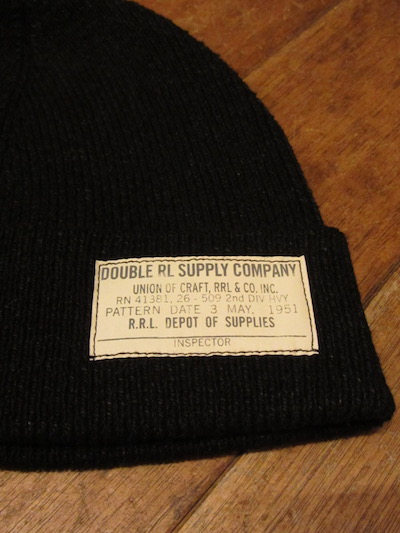 DOUBLE RL SUPPLY COMPANY
UNION OF CRAFT, RRL & CO. INC.
RN 41381, 26 - 509 2nd DIV HVY
PATTERN DATE 3 MAY, 1951
R.R.L. DEPOT OF SUPPLIES
INSPECTOR